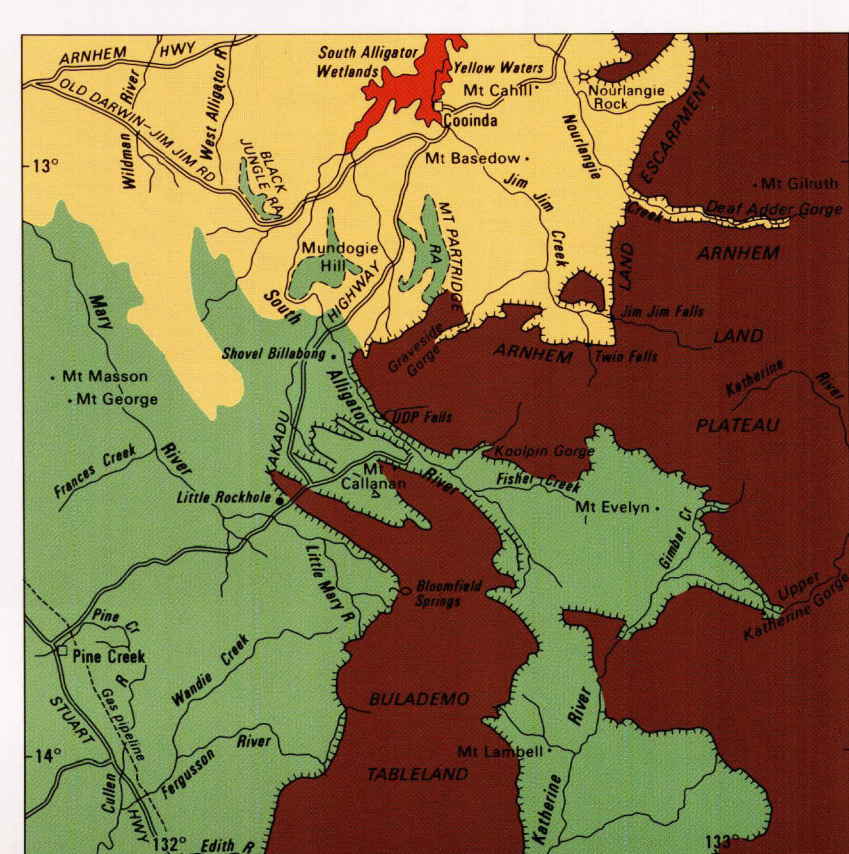 ARNHEM HWY
South Alligator
Wetlands
Yellow Waters
Mt Cahill
Nourlangie
Rock
OLD DARWIN-JIM JIM RD
Wildman River
West Alligator R
Cooinda
ESCARPMENT
13°
BLACK
JUNGLE RA
Mt Basedow
Nourlangie
Creek
Jim Jim
Creek
Mt Gilruth
Deaf Adder Gorge
ARNHEM
LAND
PLATEAU
LAND
Mundogie
Hill
MT PARTRIDGE
RA
South
Alligator
River
KAKADU
HIGHWAY
Mary
River
Shovel Billabong
Graveside
Gorge
ARNHEM
Jim Jim Falls
Twin Falls
Katherine
River
Mt Masson
Mt George
UDP Falls
Frances Creek
Koolpin Gorge
Fisher Creek
Mt
Callanan
Little Rockhole
Mt Evelyn
Gimbat Cr
Little Mary R
Bloomfield
Springs
Upper
Katherine Gorge
Pine Cr
Pine Creek
Wandie Creek
STUART
HWY
Gas pipeline
Cullen
R
Fergusson
River
BULADEMO
TABLELAND
Katherine
River
Mt Lambell
14°
132°
Edith R
133°